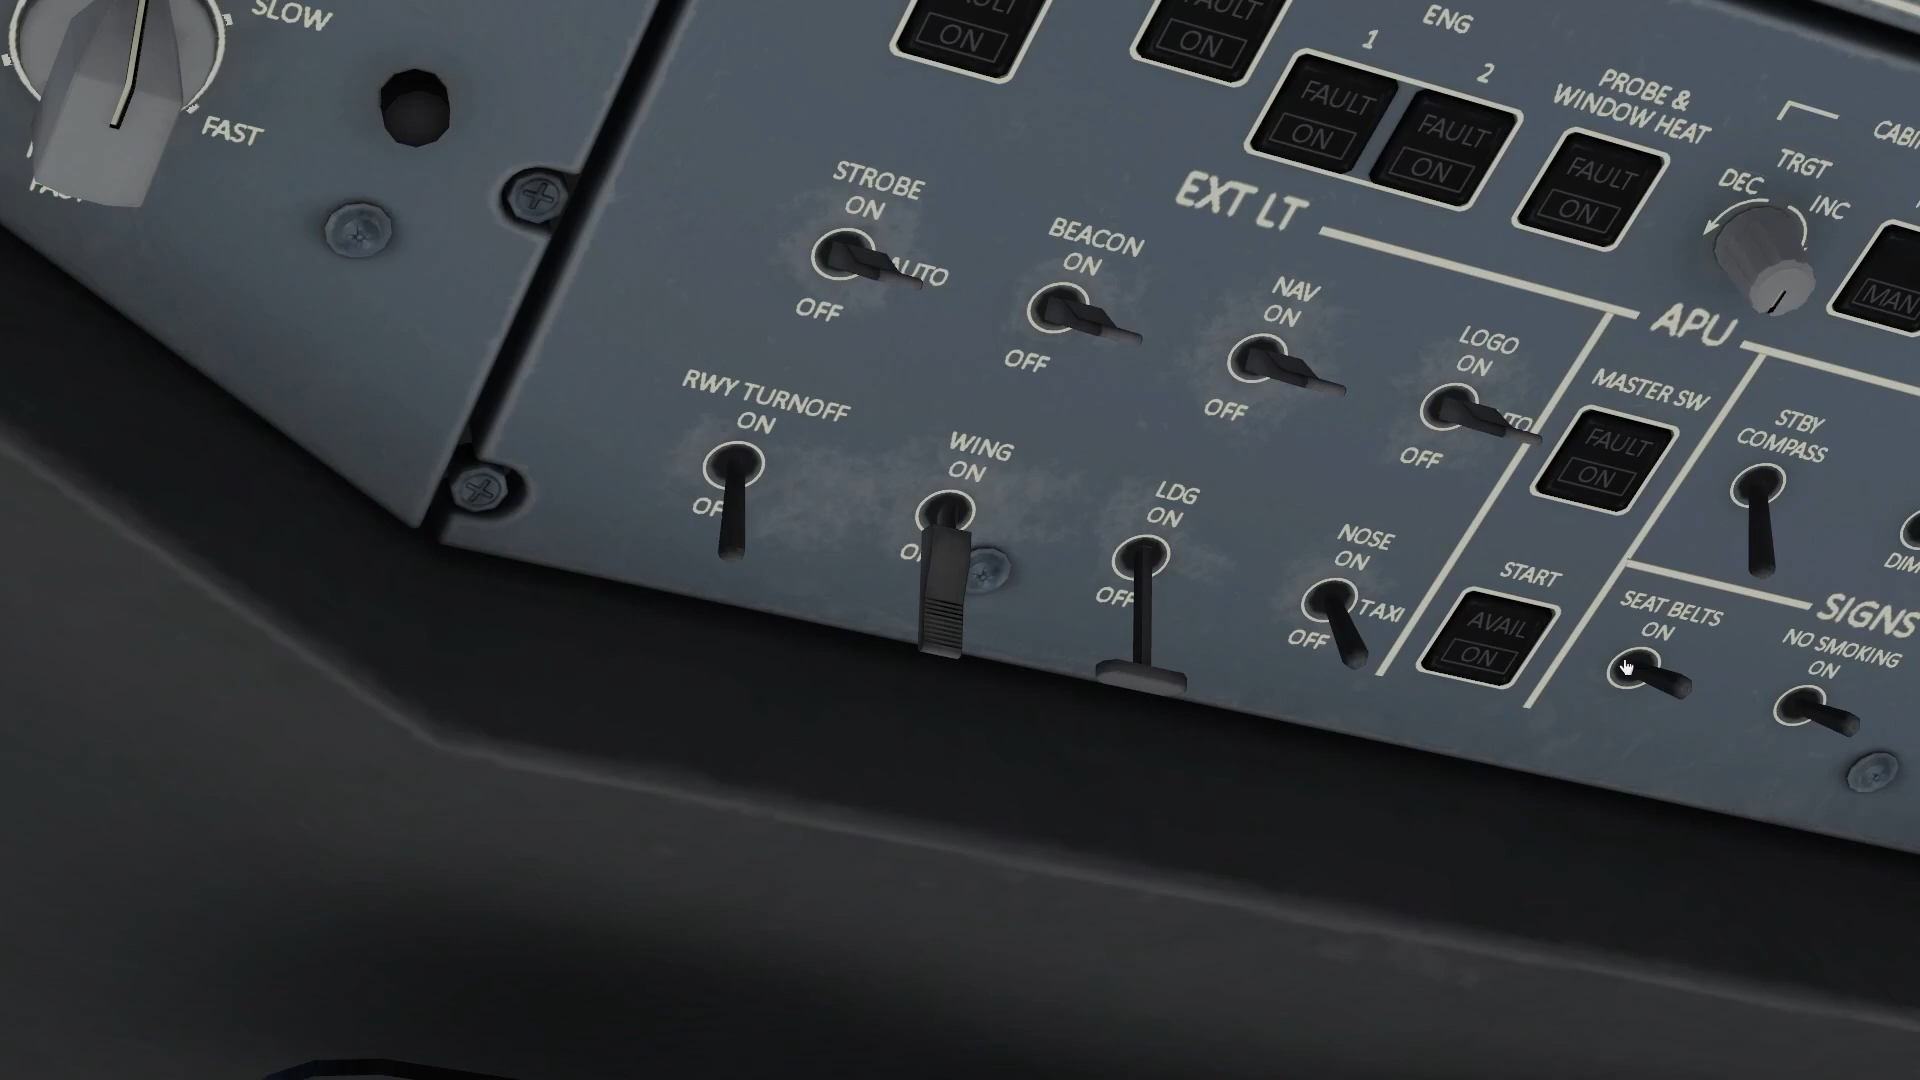 SLOW
FAST
ON
ON
ENG
1
2
FAULT
ON
FAULT
ON
PROBE &
WINDOW HEAT
FAULT
ON
TRGT
DEC
INC
MAN
EXT LT
STROBE
ON
AUTO
OFF
BEACON
ON
OFF
NAV
ON
OFF
LOGO
ON
OFF
RWY TURNOFF
ON
WING
ON
LDG
ON
OFF
NOSE
ON
TAXI
OFF
APU
MASTER SW
FAULT
ON
START
AVAIL
ON
STBY
COMPASS
SIGNS
SEAT BELTS
ON
NO SMOKING
ON